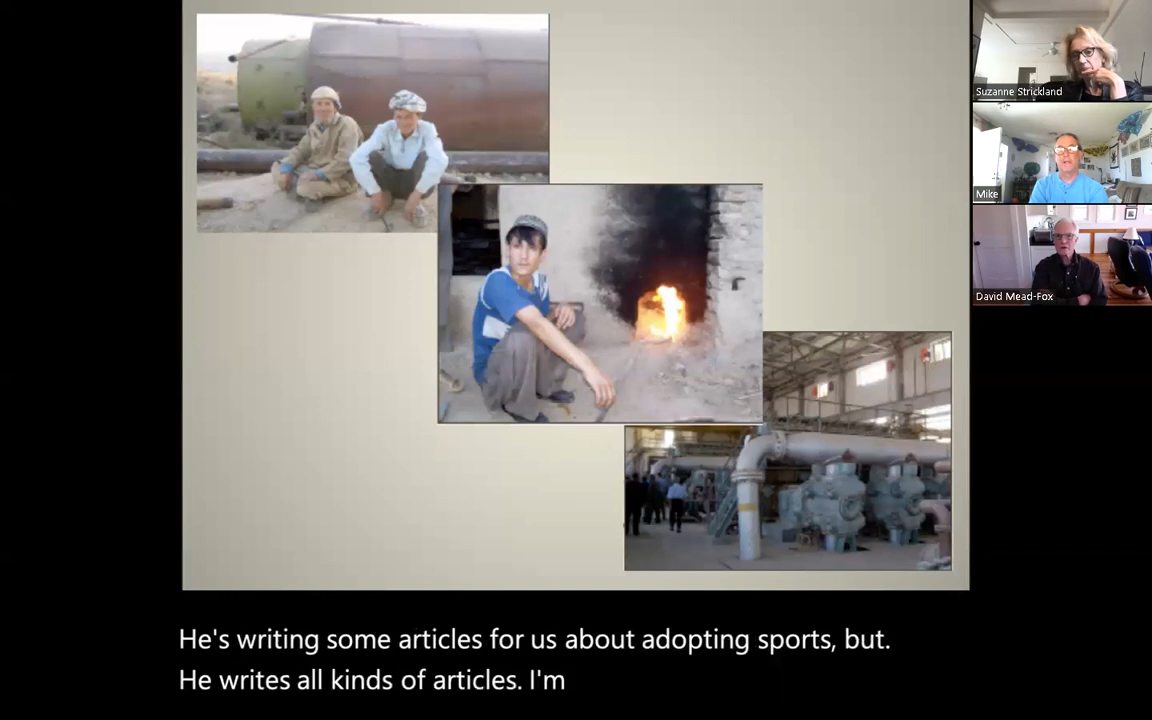 Suzanne Strickland
Mike
David Mead-Fox
He's writing some articles for us about adopting sports, but.
He writes all kinds of articles. I'm